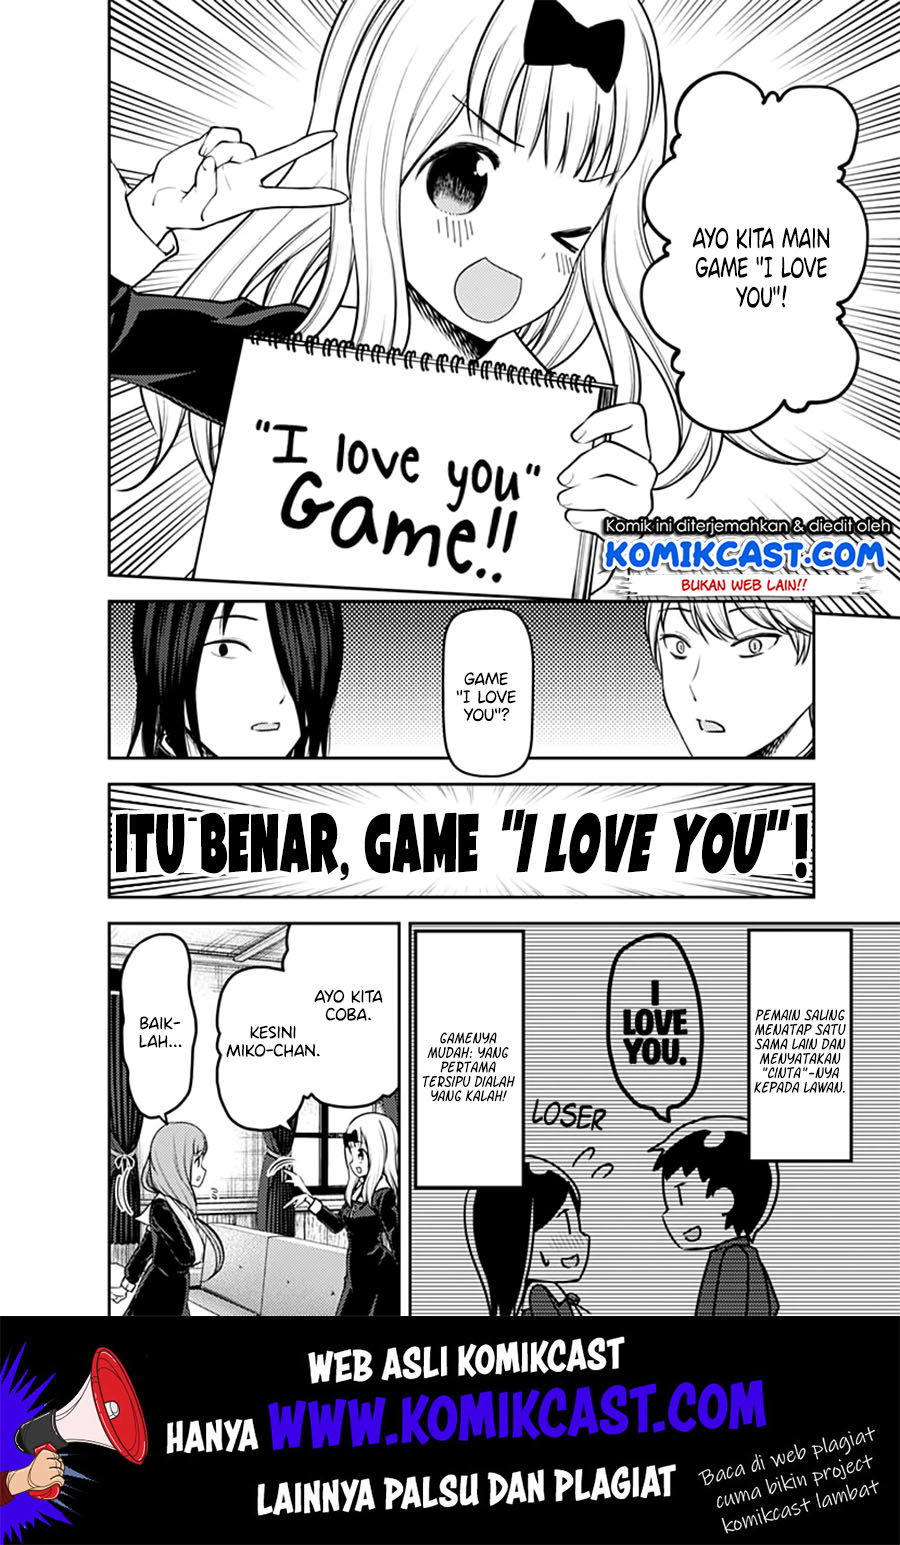 AYO KITA MAIN
GAME "I LOVE
YOU"!
"I love you"
Game!!
Komik ini diterjemahkan & diedit oleh
KOMIKCAST.COM
BUKAN WEB LAIN!!
GAME
"I LOVE
YOU"?
ITU BENAR, GAME "I LOVE YOU"!
PEMAIN SALING
MENATAP SATU
SAMA LAIN DAN
MENYATAKAN
"CINTA"-NYA
KEPADA LAWAN.
I
LOVE
YOU.
LOSER
GAMENYA
MUDAH: YANG
PERTAMA
TERSIPU DIALAH
YANG KALAH!
AYO KITA
COBA.
KESINI
MIKO-CHAN.
BAIK-
LAH...
WEB ASLI KOMIKCAST
HANYA WWW.KOMIKCAST.COM
LAINNYA PALSU DAN PLAGIAT
Baca di web plagiat
cuma bikin project
komikcast lambat